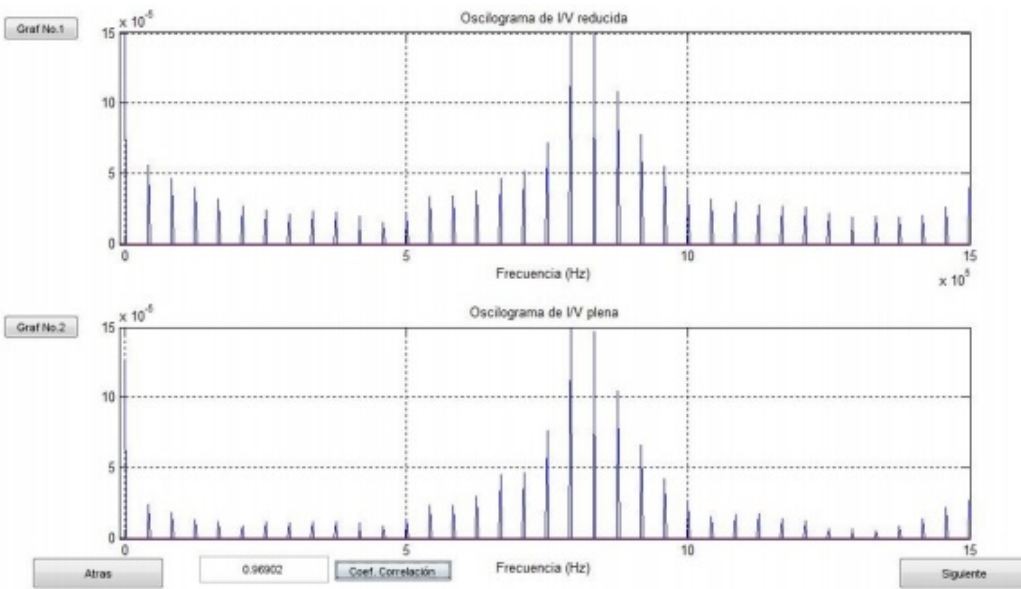 Graf No.1
Oscilograma de I/V reducida
x 10⁻⁵
15
10
5
0
0 5 10 15
Frecuencia (Hz)
x 10⁵
Graf No.2
Oscilograma de I/V plena
x 10⁻⁵
15
10
5
0
0 5 10 15
Frecuencia (Hz)
Atras
0.96902
Coef. Correlación
Siguiente